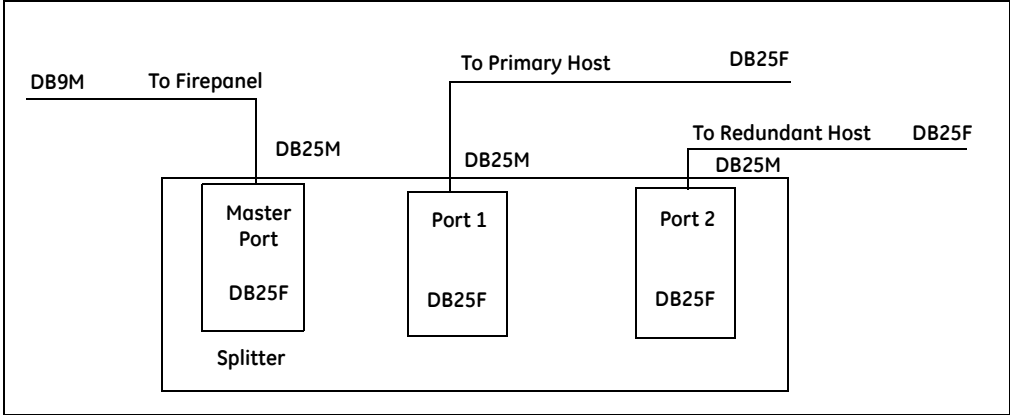 To Primary Host
DB25F
DB9M
To Firepanel
To Redundant Host
DB25F
DB25M
DB25M
DB25M
Master
Port
DB25F
Port 1
DB25F
Port 2
DB25F
Splitter